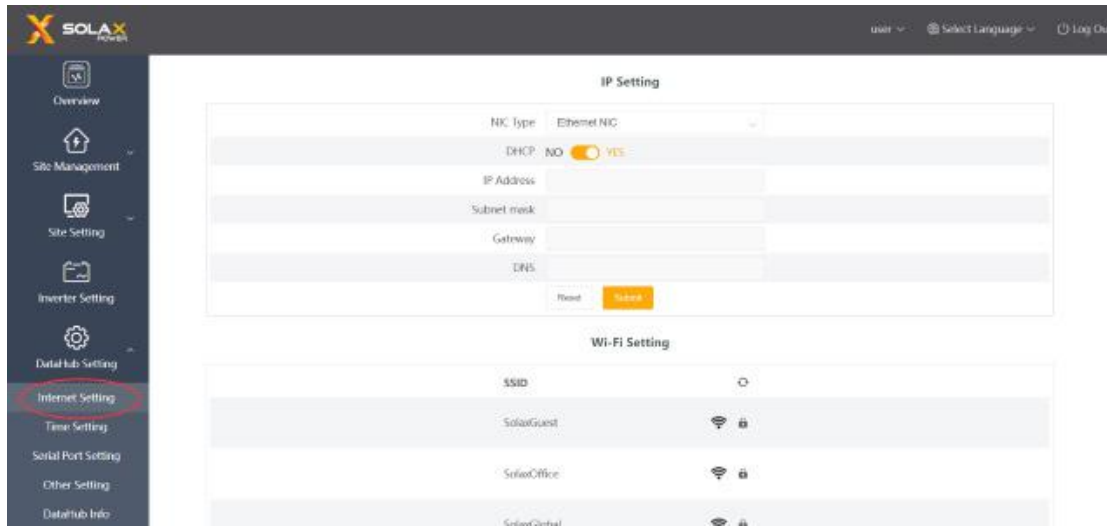 SOLAX POWER
user
Select Language
Log Ou
Overview
Site Management
Site Setting
Inverter Setting
DataHub Setting
Internet Setting
Time Setting
Serial Port Setting
Other Setting
DataHub Info
IP Setting
NIC Type Ethernet NIC
DHCP NO YES
IP Address
Subnet mask
Gateway
DNS
Reset Submit
Wi-Fi Setting
SSID
SolaxGuest
SolaxOffice
SolaxGlobal